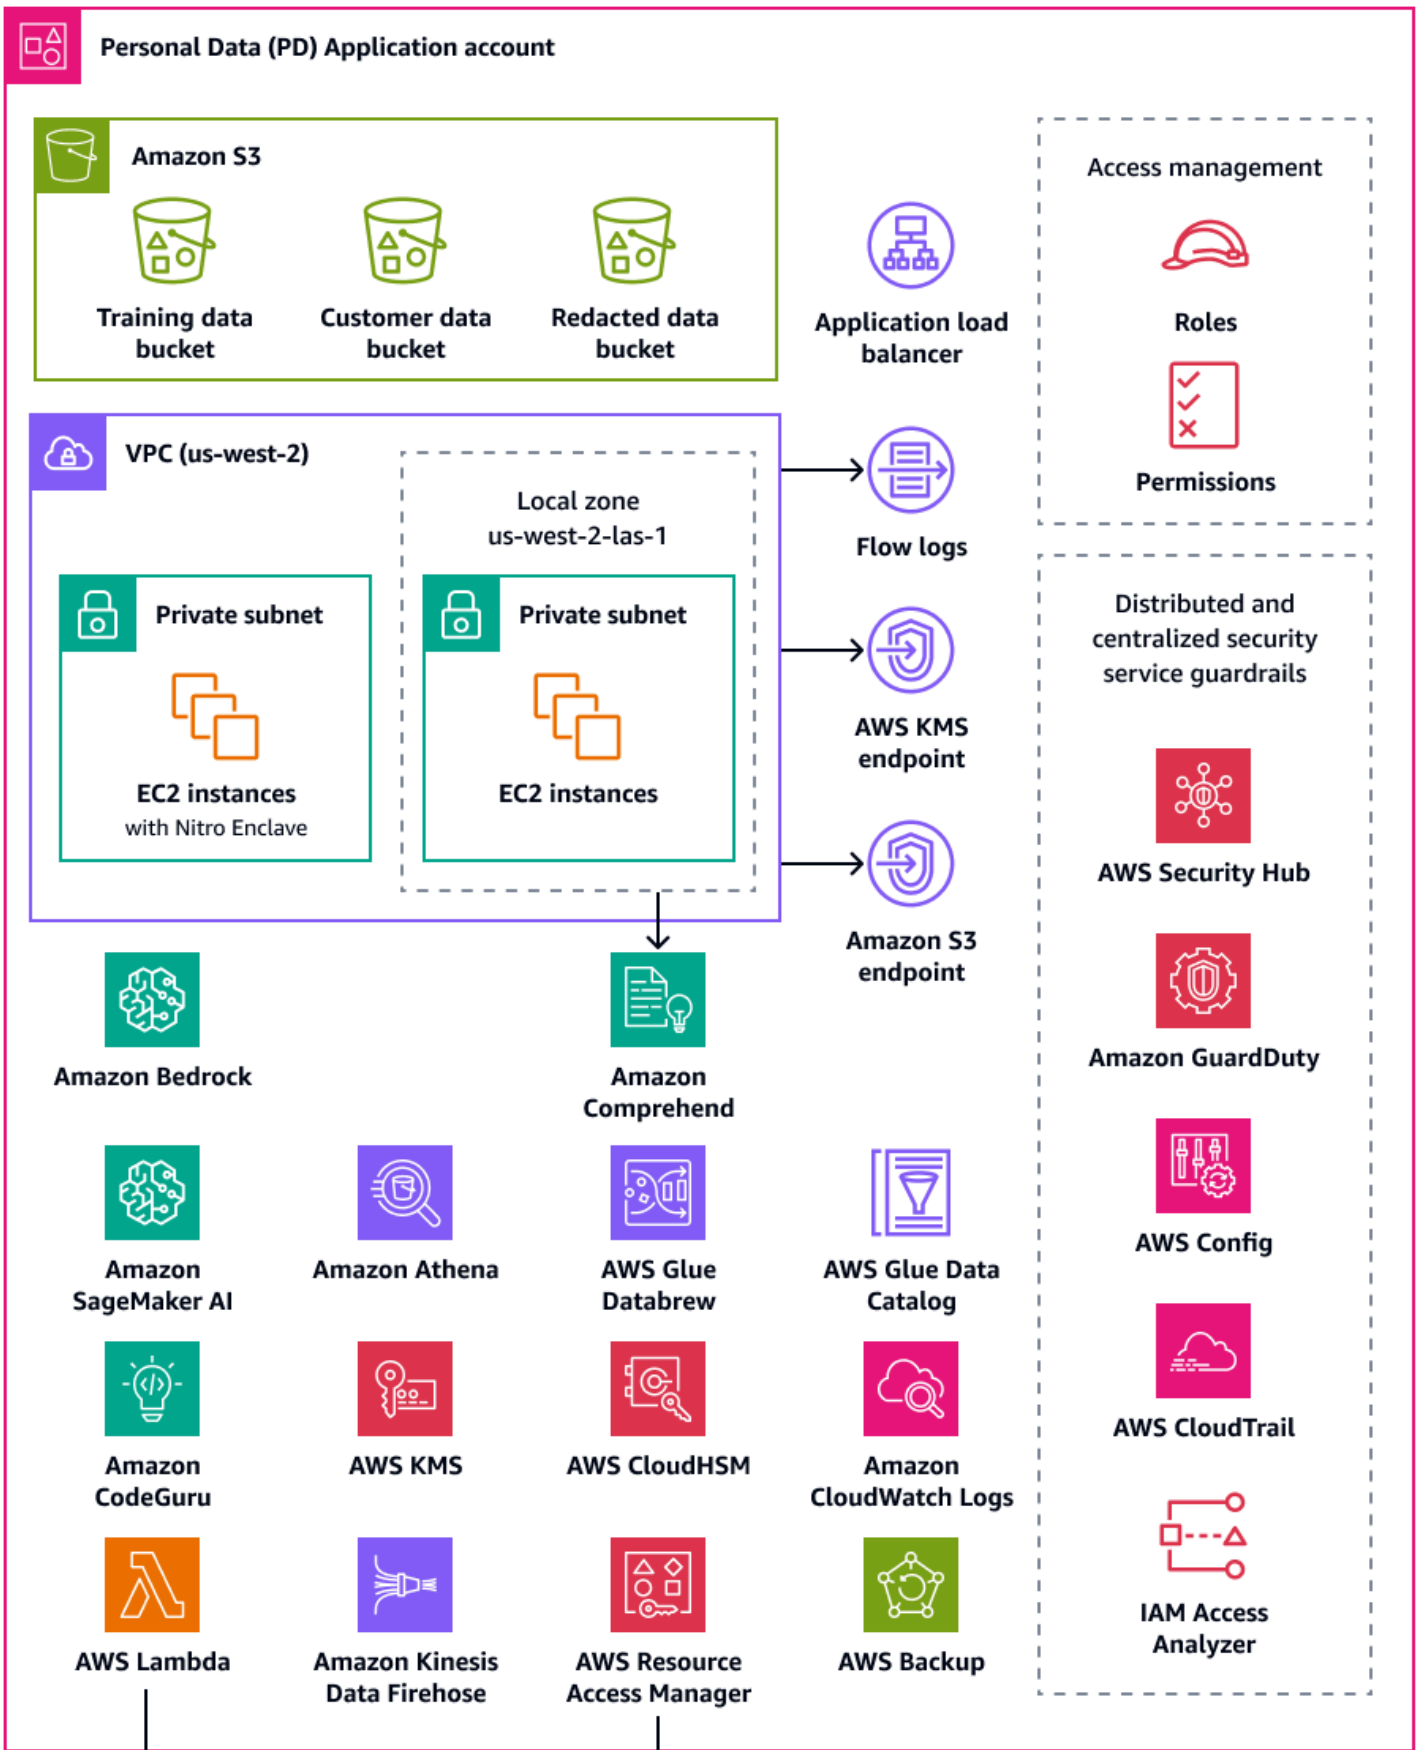 Personal Data (PD) Application account
Amazon S3
Training data
bucket
Customer data
bucket
Redacted data
bucket
Application load
balancer
Access management
Roles
Permissions
VPC (us-west-2)
Local zone
us-west-2-las-1
Private subnet
EC2 instances
with Nitro Enclave
Private subnet
EC2 instances
Flow logs
AWS KMS
endpoint
Amazon S3
endpoint
Distributed and
centralized security
service guardrails
AWS Security Hub
Amazon GuardDuty
AWS Config
AWS CloudTrail
IAM Access
Analyzer
Amazon Bedrock
Amazon
Comprehend
Amazon
SageMaker AI
Amazon Athena
AWS Glue
Databrew
AWS Glue Data
Catalog
Amazon
CodeGuru
AWS KMS
AWS CloudHSM
Amazon
CloudWatch Logs
AWS Lambda
Amazon Kinesis
Data Firehose
AWS Resource
Access Manager
AWS Backup